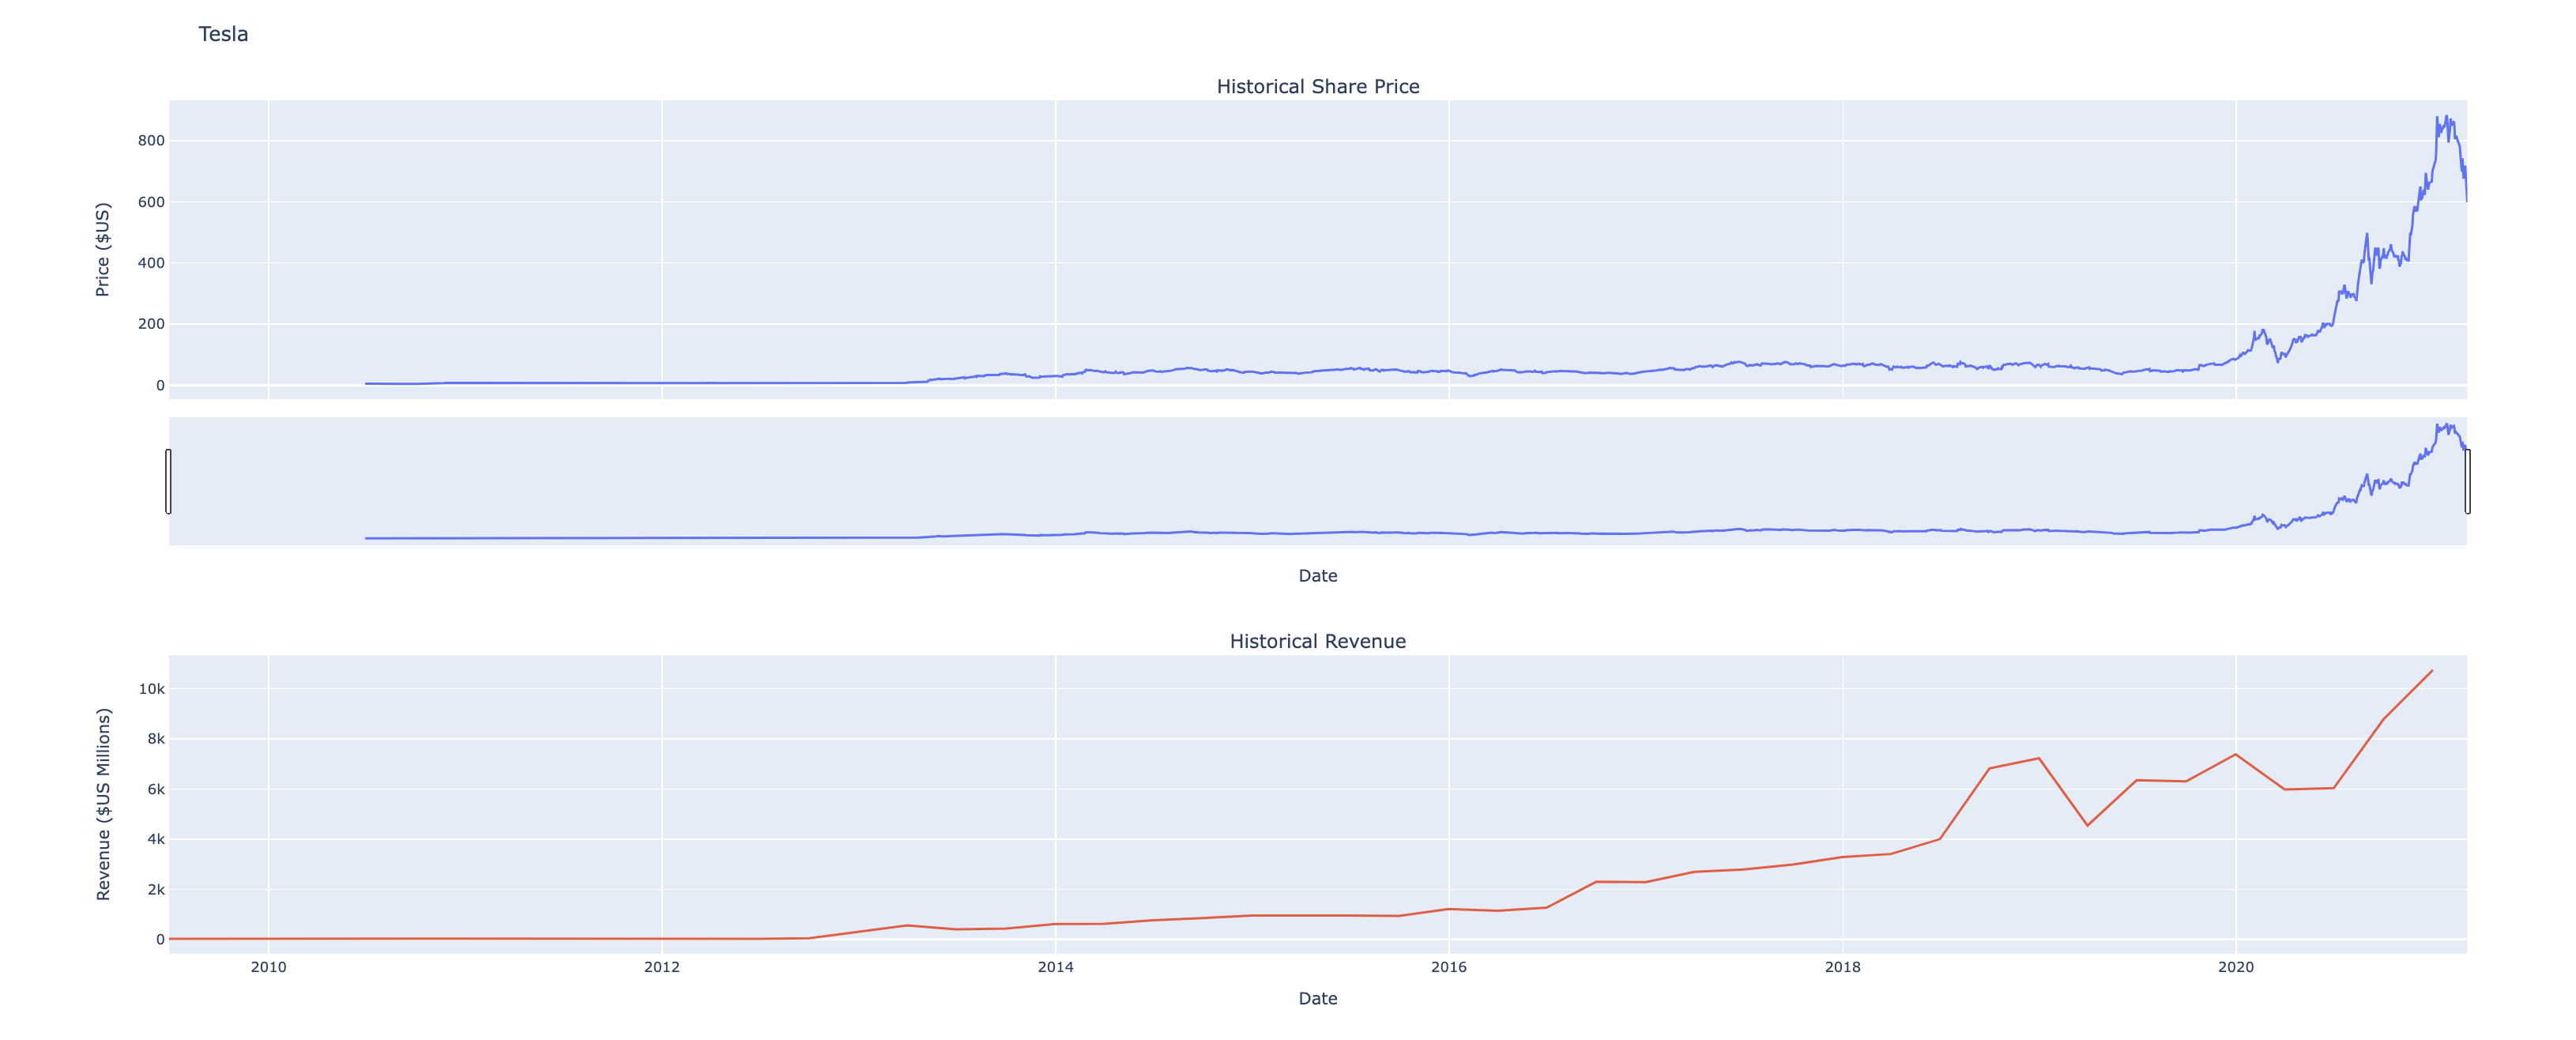 Tesla
Historical Share Price
Price ($US)
800
600
400
200
0
Date
Historical Revenue
Revenue ($US Millions)
10k
8k
6k
4k
2k
0
2010 2012 2014 2016 2018 2020
Date